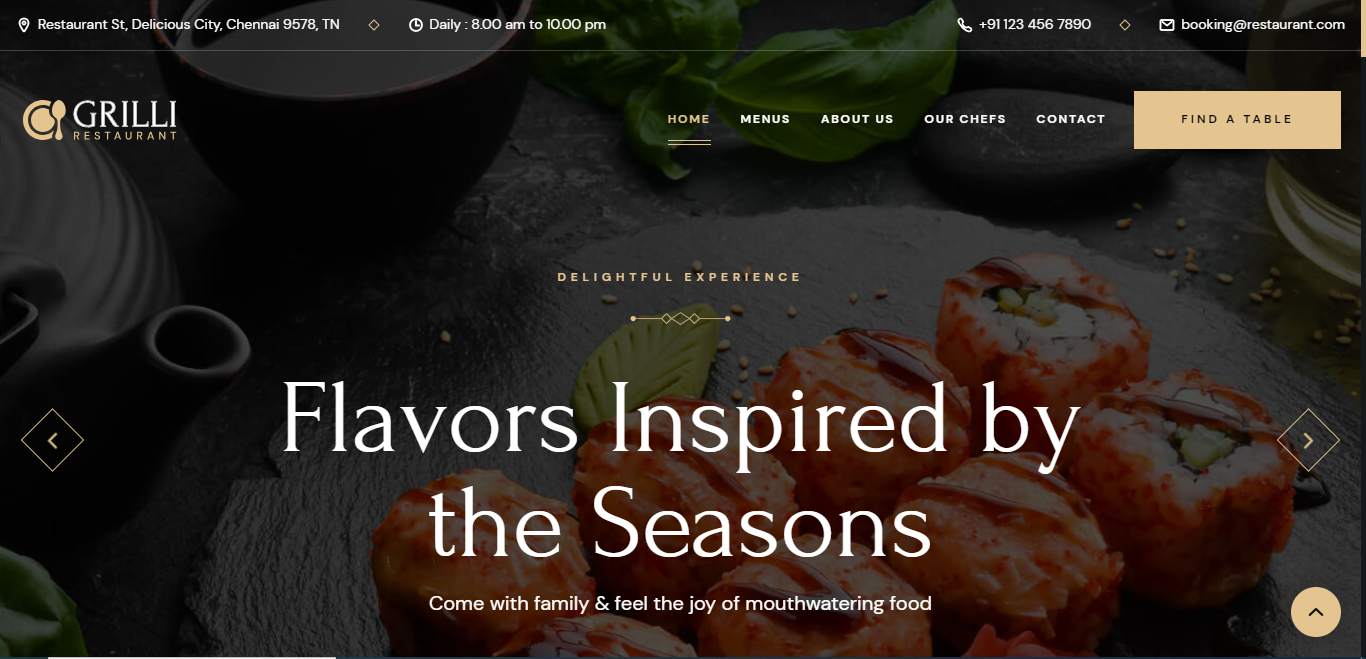 Restaurant St, Delicious City, Chennai 9578, TN
Daily : 8.00 am to 10.00 pm
+91 123 456 7890
booking@restaurant.com
GRILLI
RESTAURANT
HOME
MENUS
ABOUT US
OUR CHEFS
CONTACT
FIND A TABLE
DELIGHTFUL EXPERIENCE
Flavors Inspired by
the Seasons
Come with family & feel the joy of mouthwatering food